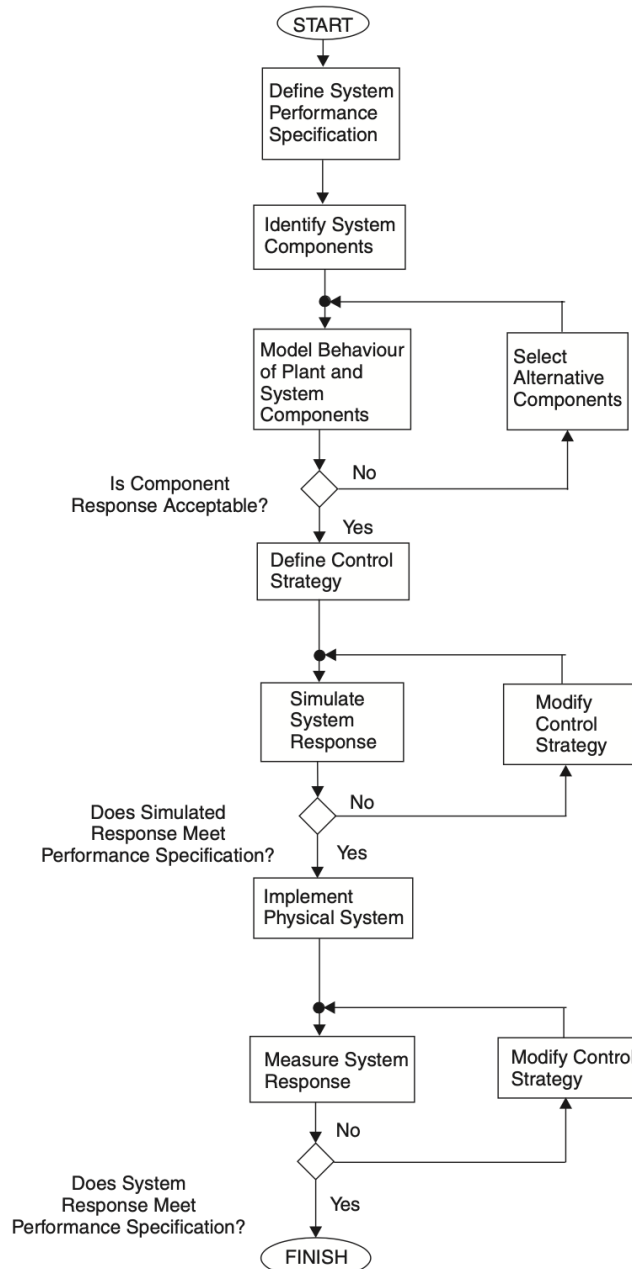 START
Define System
Performance
Specification
Identify System
Components
Model Behaviour
of Plant and
System
Components
Select
Alternative
Components
No
Is Component
Response Acceptable?
Yes
Define Control
Strategy
Simulate
System
Response
Modify
Control
Strategy
No
Does Simulated
Response Meet
Performance Specification?
Yes
Implement
Physical System
Measure System
Response
Modify Control
Strategy
No
Does System
Response Meet
Performance Specification?
Yes
FINISH